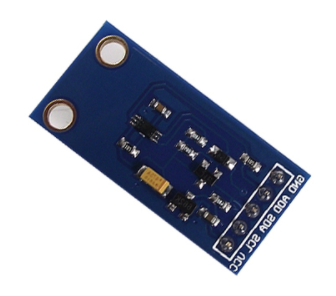 GND ADD SDA SCL VCC